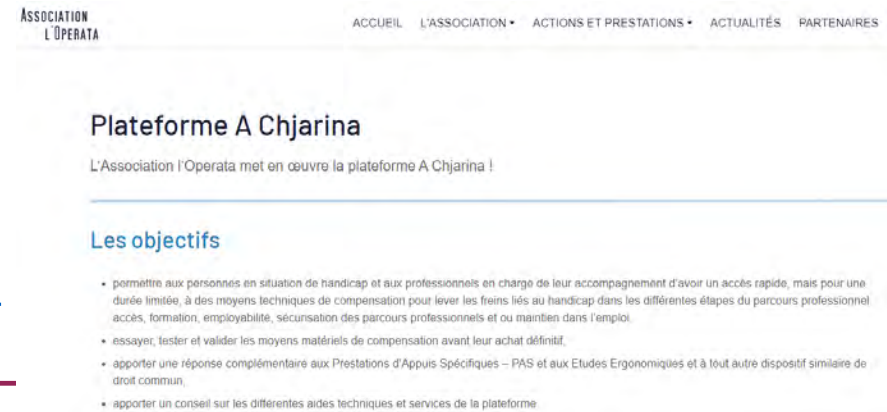 ASSOCIATION
L'OPERATA
ACCUEIL L'ASSOCIATION ACTIONS ET PRESTATIONS ACTUALITÉS PARTENAIRES
Plateforme A Chjarina
L'Association l'Operata met en œuvre la plateforme A Chjarina !
Les objectifs
• permettre aux personnes en situation de handicap et aux professionnels en charge de leur accompagnement d'avoir un accès rapide, mais pour une
durée limitée, à des moyens techniques de compensation pour lever les freins liés au handicap dans les différentes étapes du parcours professionnel
accès, formation, employabilité, sécurisation des parcours professionnels et ou maintien dans l'emploi.
• essayer, tester et valider les moyens matériels de compensation avant leur achat définitif,
• apporter une réponse complémentaire aux Prestations d'Appuis Spécifiques – PAS et aux Etudes Ergonomiques et à tout autre dispositif similaire de
droit commun,
• apporter un conseil sur les différentes aides techniques et services de la plateforme